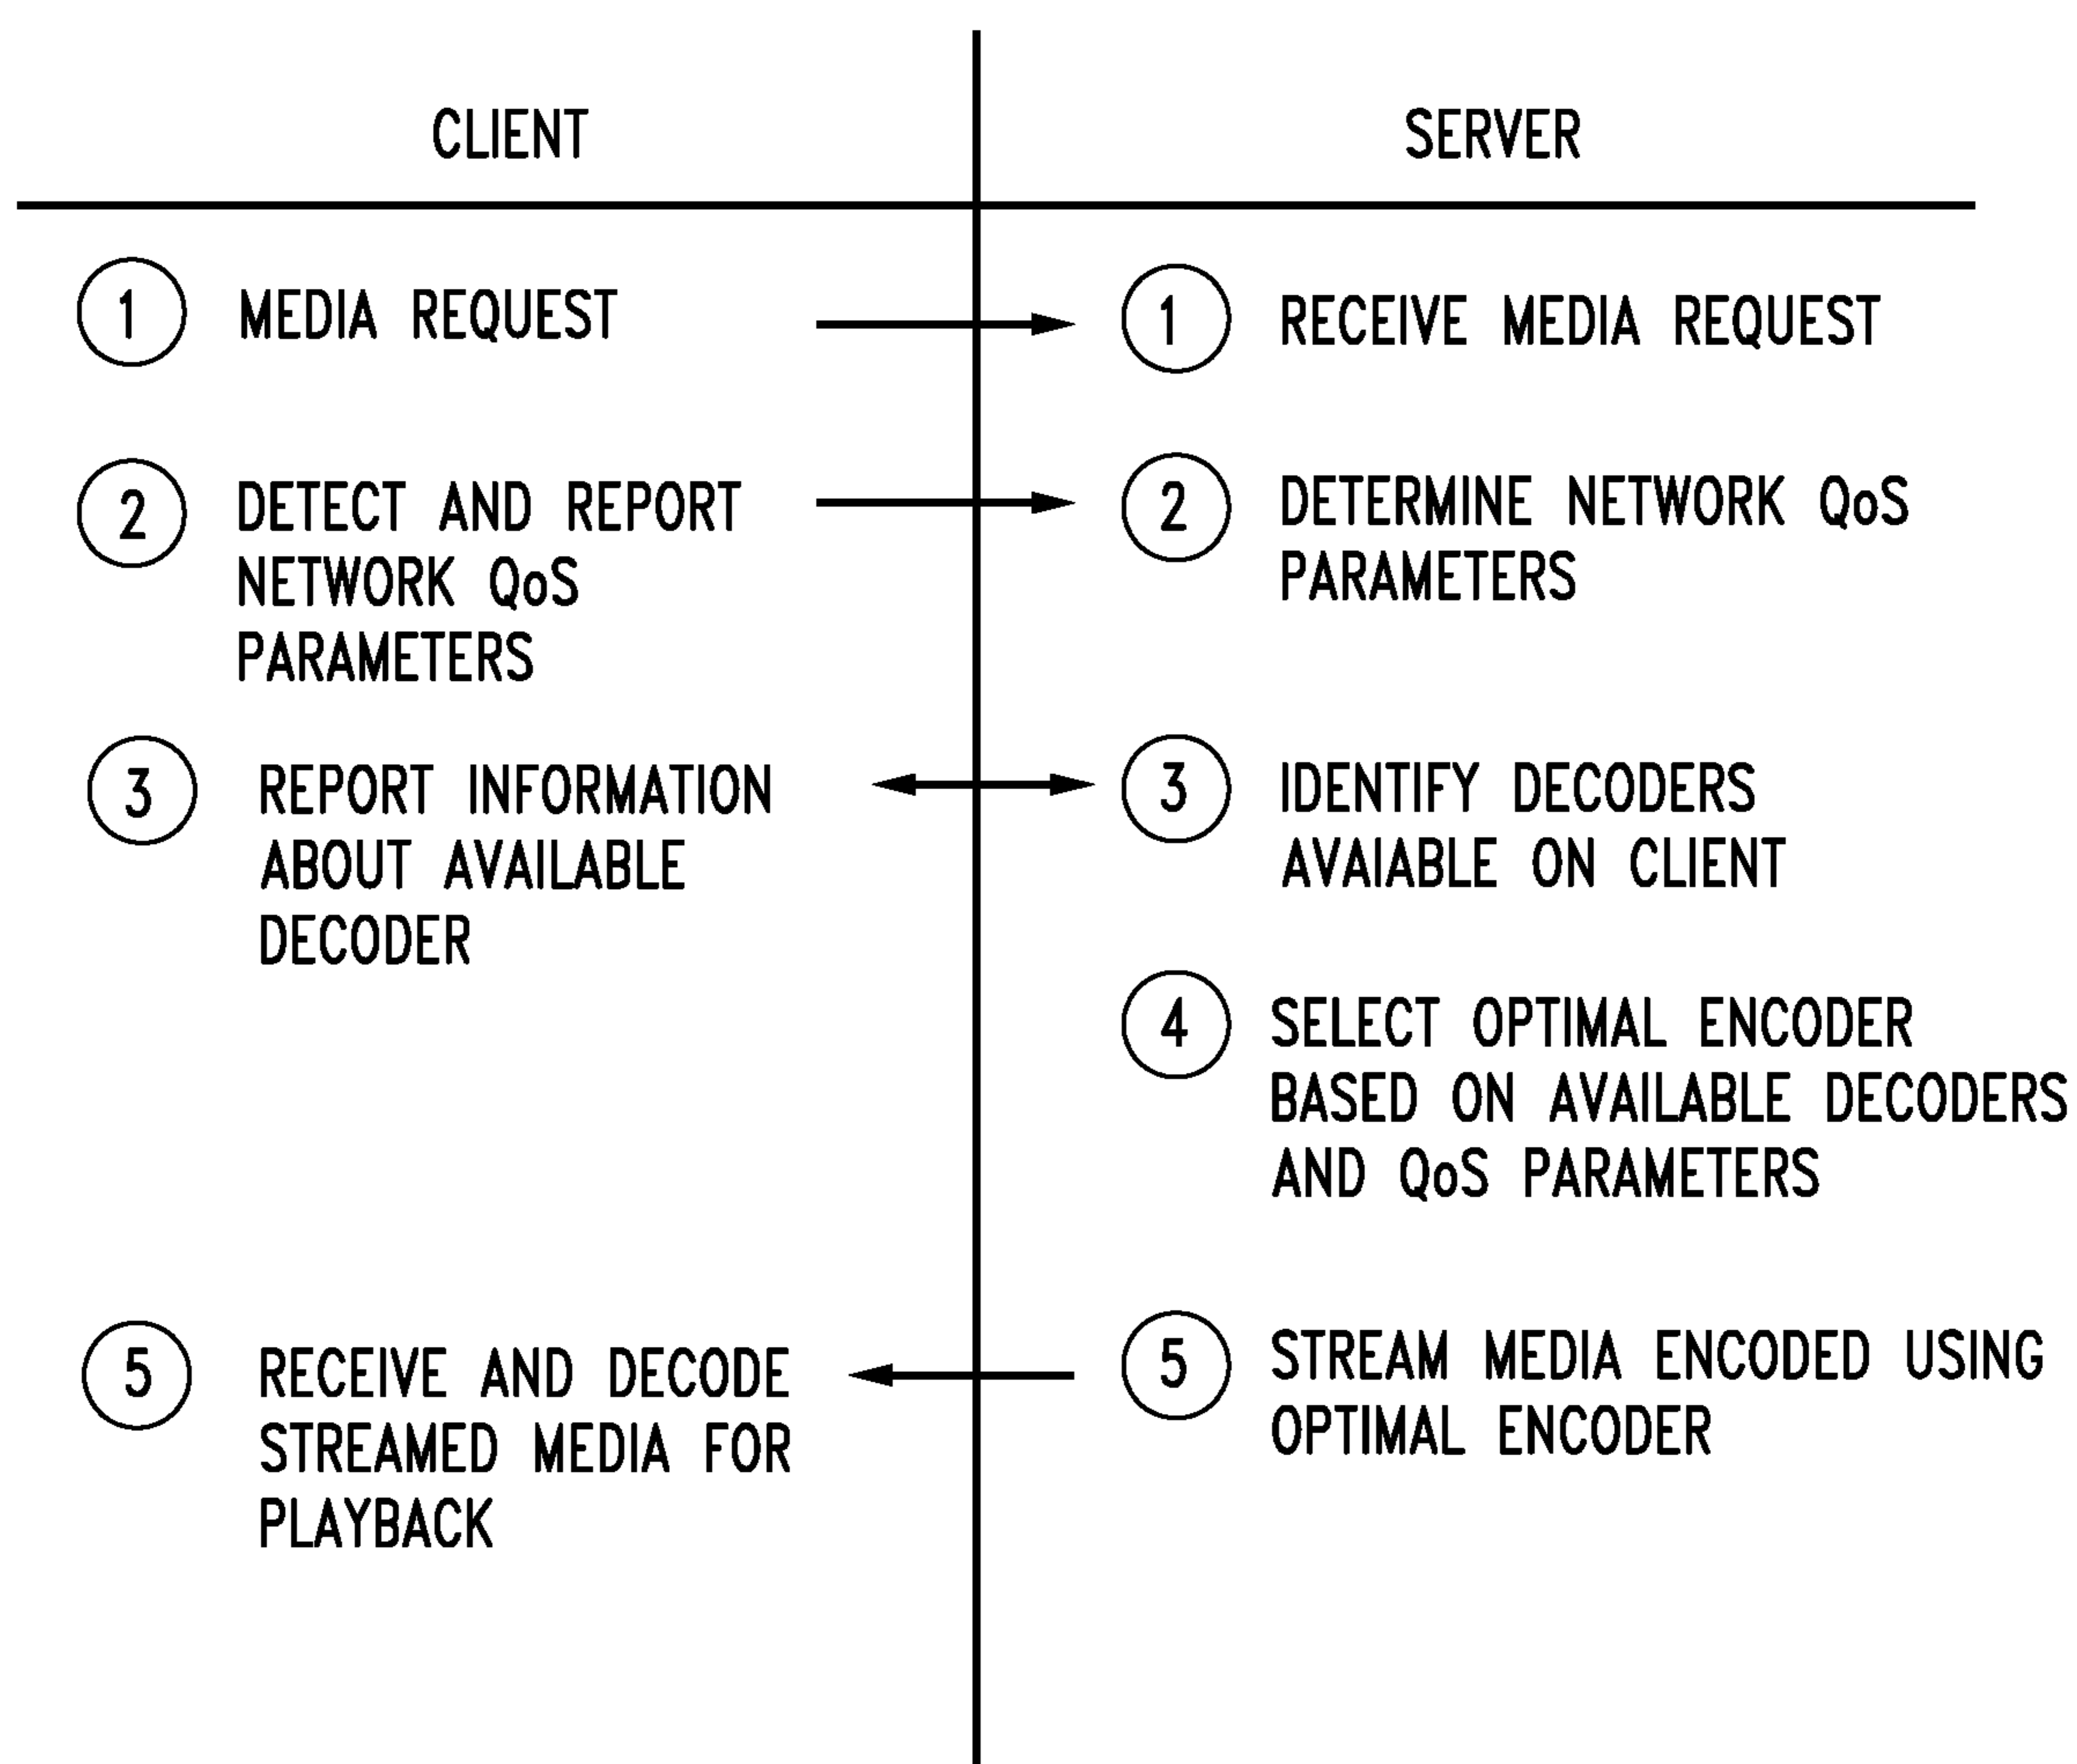 CLIENT
SERVER
1 MEDIA REQUEST
1 RECEIVE MEDIA REQUEST
2 DETECT AND REPORT
NETWORK QoS
PARAMETERS
2 DETERMINE NETWORK QoS
PARAMETERS
3 REPORT INFORMATION
ABOUT AVAILABLE
DECODER
3 IDENTIFY DECODERS
AVAIABLE ON CLIENT
4 SELECT OPTIMAL ENCODER
BASED ON AVAILABLE DECODERS
AND QoS PARAMETERS
5 RECEIVE AND DECODE
STREAMED MEDIA FOR
PLAYBACK
5 STREAM MEDIA ENCODED USING
OPTIMAL ENCODER